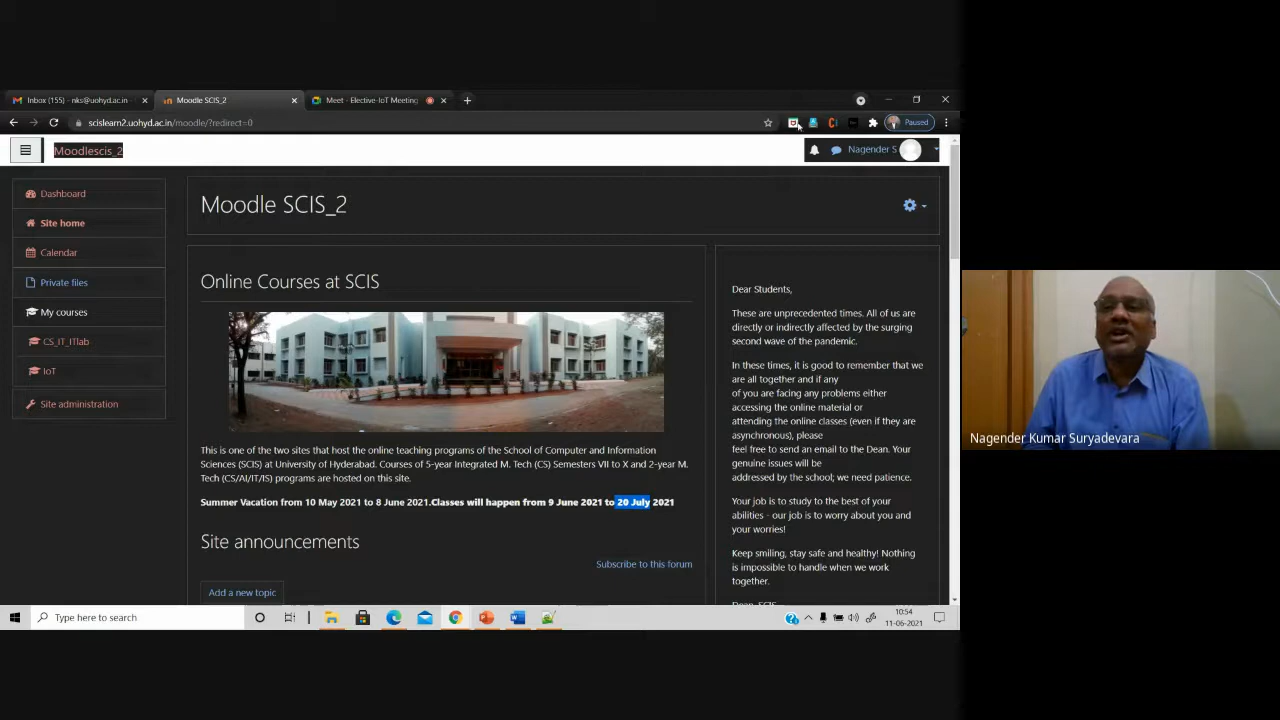 Inbox (155) - nks@uohyd.ac.in
Moodle SCIS_2
Meet - Elective-IoT Meeting
scislearn2.uohyd.ac.in/moodle/?redirect=0
Paused
Moodlescis_2
Nagender S
Dashboard
Site home
Calendar
Private files
My courses
CS_IT_ITlab
IoT
Site administration
Moodle SCIS_2
Online Courses at SCIS
This is one of the two sites that host the online teaching programs of the School of Computer and Information
Sciences (SCIS) at University of Hyderabad. Courses of 5-year Integrated M. Tech (CS) Semesters VII to X and 2-year M.
Tech (CS/AI/IT/IS) programs are hosted on this site.
Summer Vacation from 10 May 2021 to 8 June 2021.Classes will happen from 9 June 2021 to 20 July 2021
Site announcements
Subscribe to this forum
Add a new topic
Dear Students,
These are unprecedented times. All of us are
directly or indirectly affected by the surging
second wave of the pandemic.
In these times, it is good to remember that we
are all together and if any
of you are facing any problems either
accessing the online material or
attending the online classes (even if they are
asynchronous), please
feel free to send an email to the Dean. Your
genuine issues will be
addressed by the school; we need patience.
Your job is to study to the best of your
abilities - our job is to worry about you and
your worries!
Keep smiling, stay safe and healthy! Nothing
is impossible to handle when we work
together.
Dean, SCIS
Nagender Kumar Suryadevara
Type here to search
10:54
11-06-2021